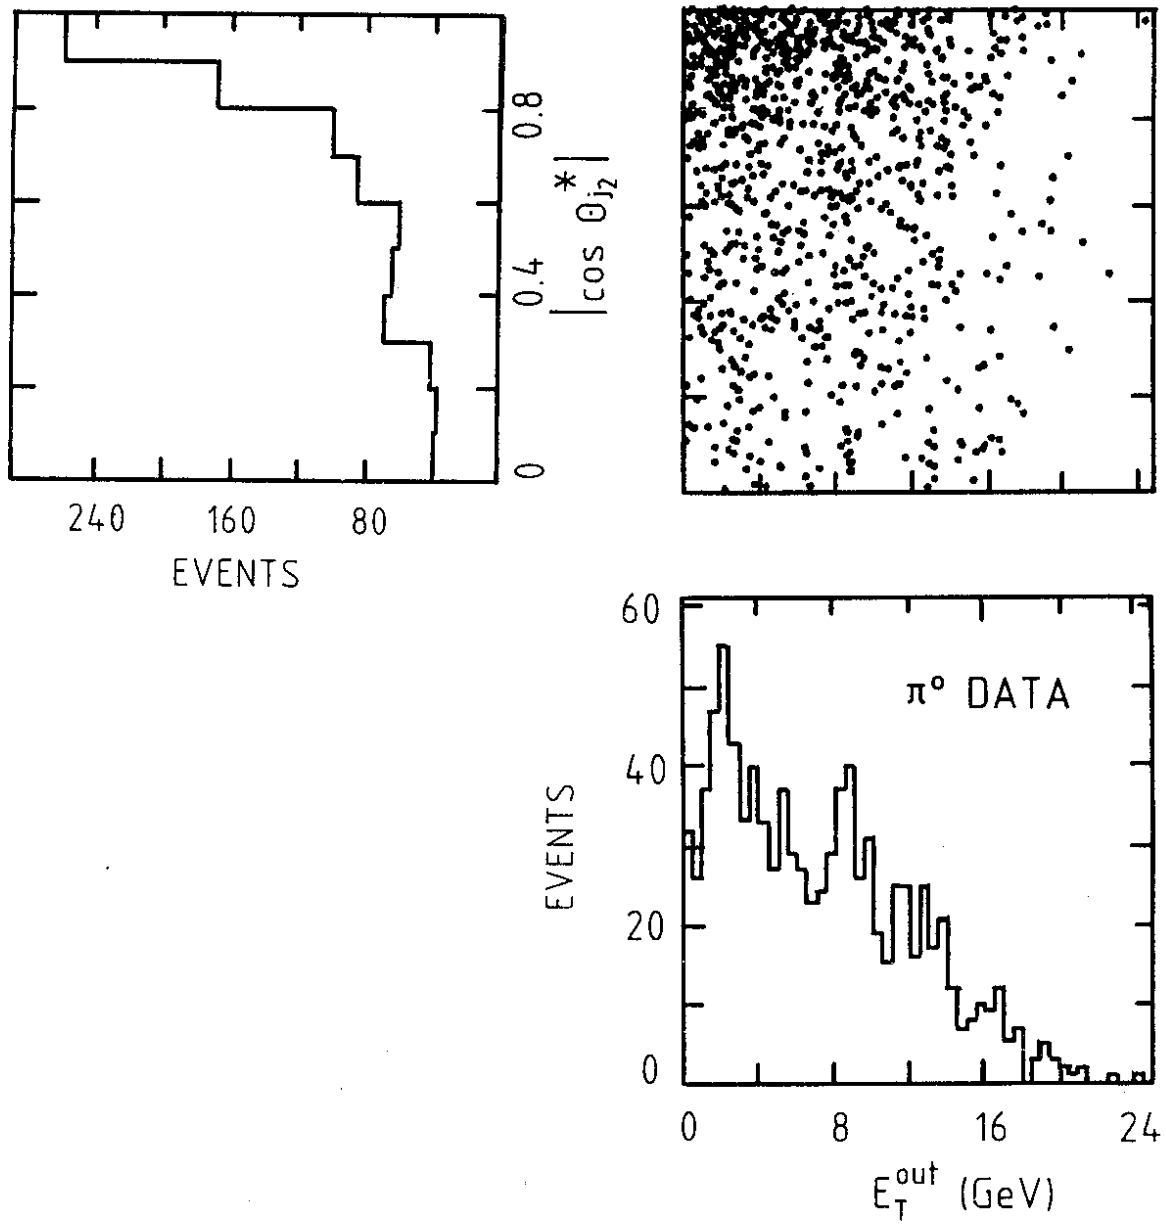 0.8
0.4
0
|cos θ*j₂|
240 160 80
EVENTS
60
40
20
0
EVENTS
π° DATA
0 8 16 24
E_T^out (GeV)